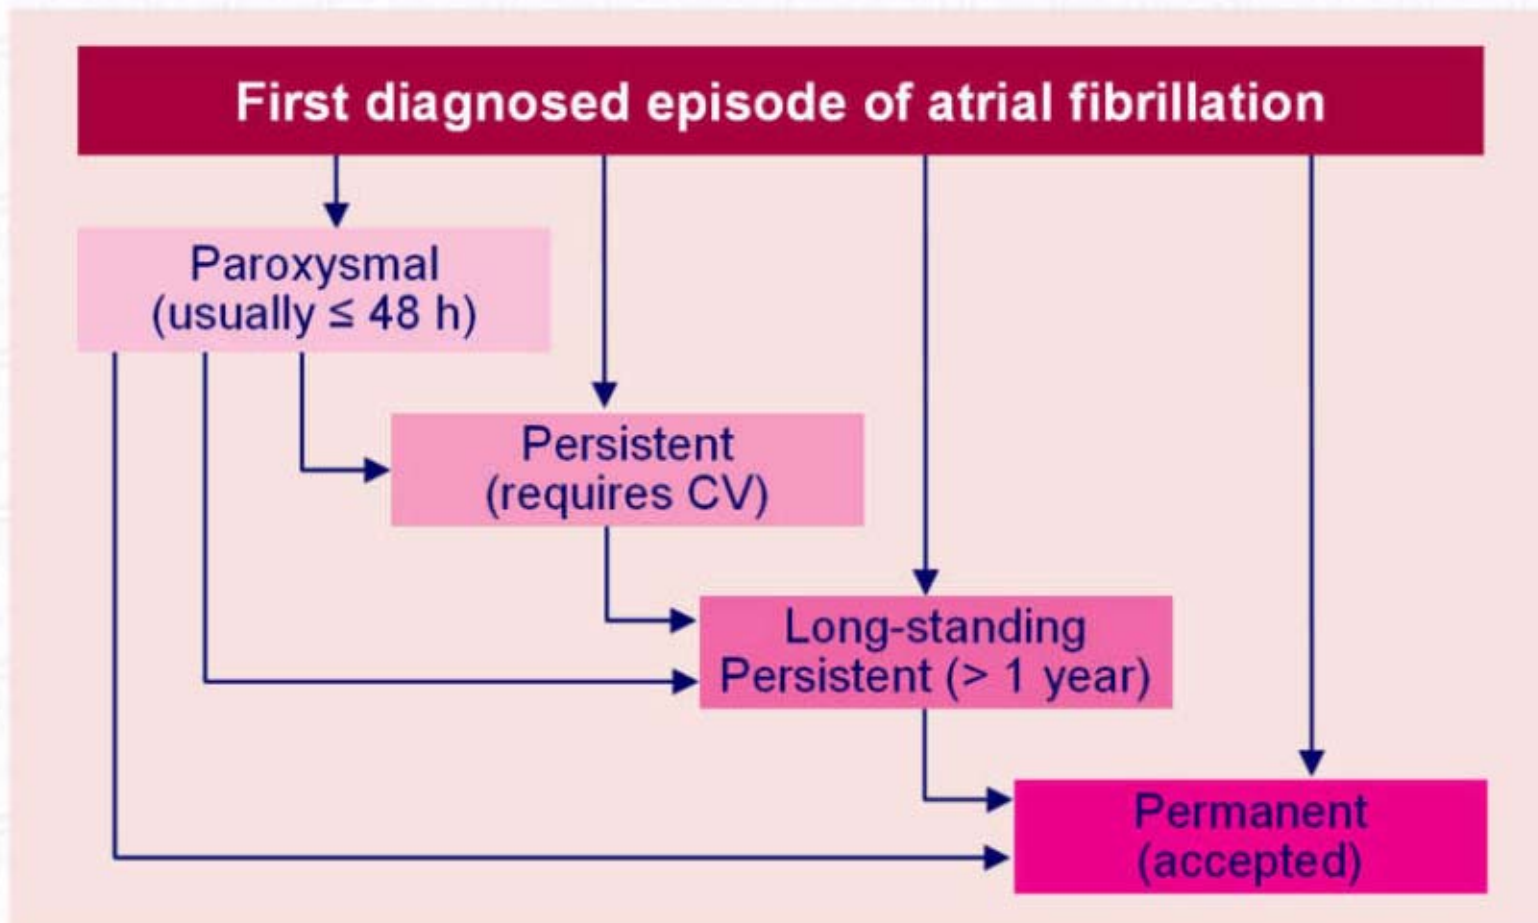 First diagnosed episode of atrial fibrillation
Paroxysmal
(usually ≤ 48 h)
Persistent
(requires CV)
Long-standing
Persistent (> 1 year)
Permanent
(accepted)